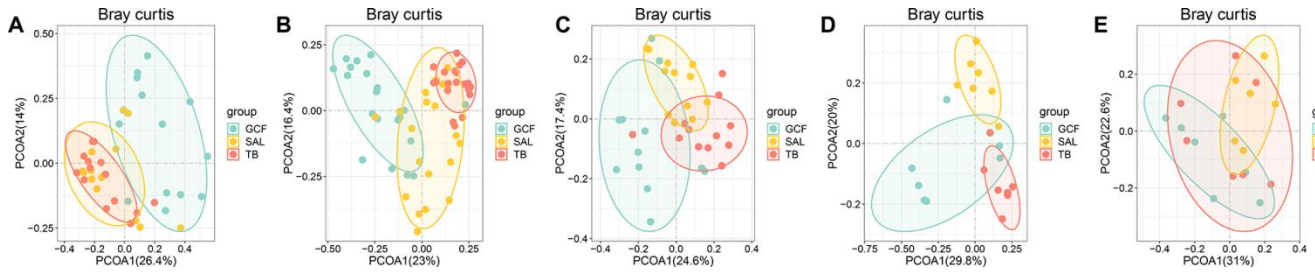 A
Bray curtis
PCOA2(14%)
0.50
0.25
0.00
−0.25
−0.4
−0.2
0.0
0.2
0.4
PCOA1(26.4%)
group
GCF
SAL
TB
B
Bray curtis
PCOA2(16.4%)
0.25
0.00
−0.25
−0.50
−0.25
0.00
0.25
PCOA1(23%)
group
GCF
SAL
TB
C
Bray curtis
PCOA2(17.4%)
0.2
0.0
−0.2
−0.4
−0.4
−0.2
0.0
0.2
0.4
PCOA1(24.6%)
group
GCF
SAL
TB
D
Bray curtis
PCOA2(20%)
0.2
0.0
−0.2
−0.75
−0.50
−0.25
0.00
0.25
PCOA1(29.8%)
group
GCF
SAL
TB
E
Bray curtis
PCOA2(22.6%)
0.2
0.0
−0.2
−0.4
−0.2
0.0
0.2
0.4
PCOA1(31%)